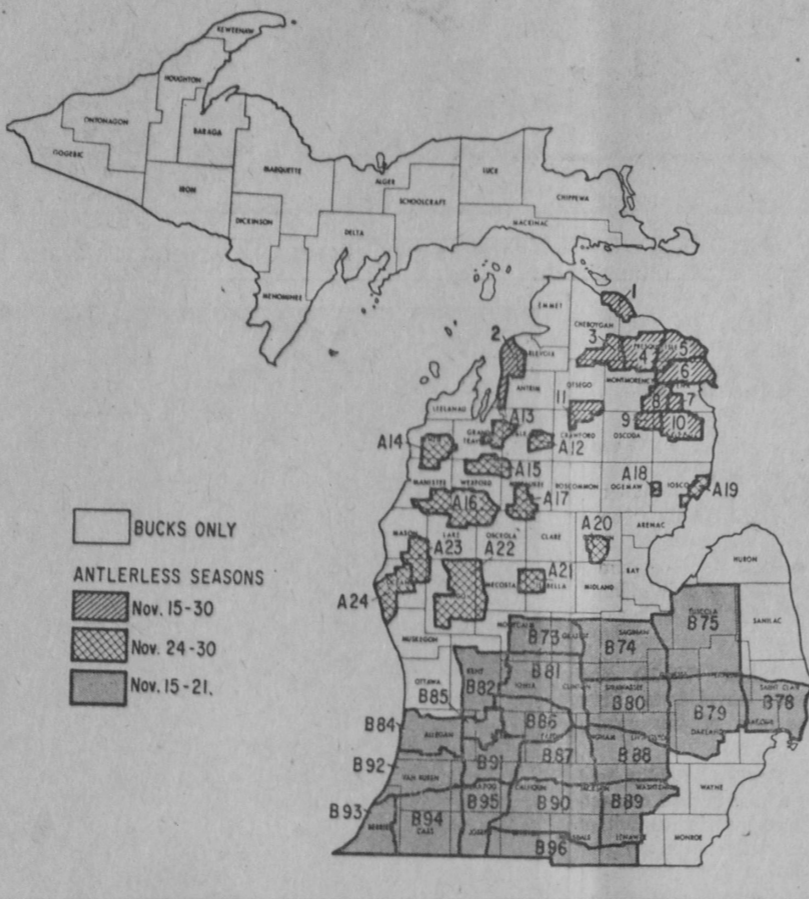 KEWEENAW
HOUGHTON
ONTONAGON
BARAGA
GOGEBIC
MARQUETTE
IRON
ALGER
LUCE
SCHOOLCRAFT
CHIPPEWA
MACKINAC
DICKINSON
DELTA
MENOMINEE
EMMET
1
CHEBOYGAN
2
3
4
5
6
ANTRIM
OTSEGO
MONTMORENCY
11
8
7
LEELANAU
A13
9
10
A14
GRAND
A12
CRAWFORD
OSCODA
A15
A18
A19
MANISTEE
WEXFORD
A16
A17
ROSCOMMON
OGEMAW
IOSCO
A20
ARENAC
MASON
LAKE
A23
OSCEOLA
A22
CLARE
BAY
HURON
BUCKS ONLY
ANTLERLESS SEASONS
Nov. 15-30
Nov. 24-30
Nov. 15-21.
A24
MECOSTA
A21
MIDLAND
TUSCOLA
B75
SANILAC
MUSKEGON
B73
SAGINAW
B74
OTTAWA
KENT
B82
B81
B85
B80
SAINT CLAIR
B78
B84
ALLEGAN
B86
B79
OAKLAND
B87
B88
B92
VAN BUREN
B91
B93
B94
CASS
B95
CALHOUN
B90
JACKSON
B89
WAYNE
HILLSDALE
MONROE
B96